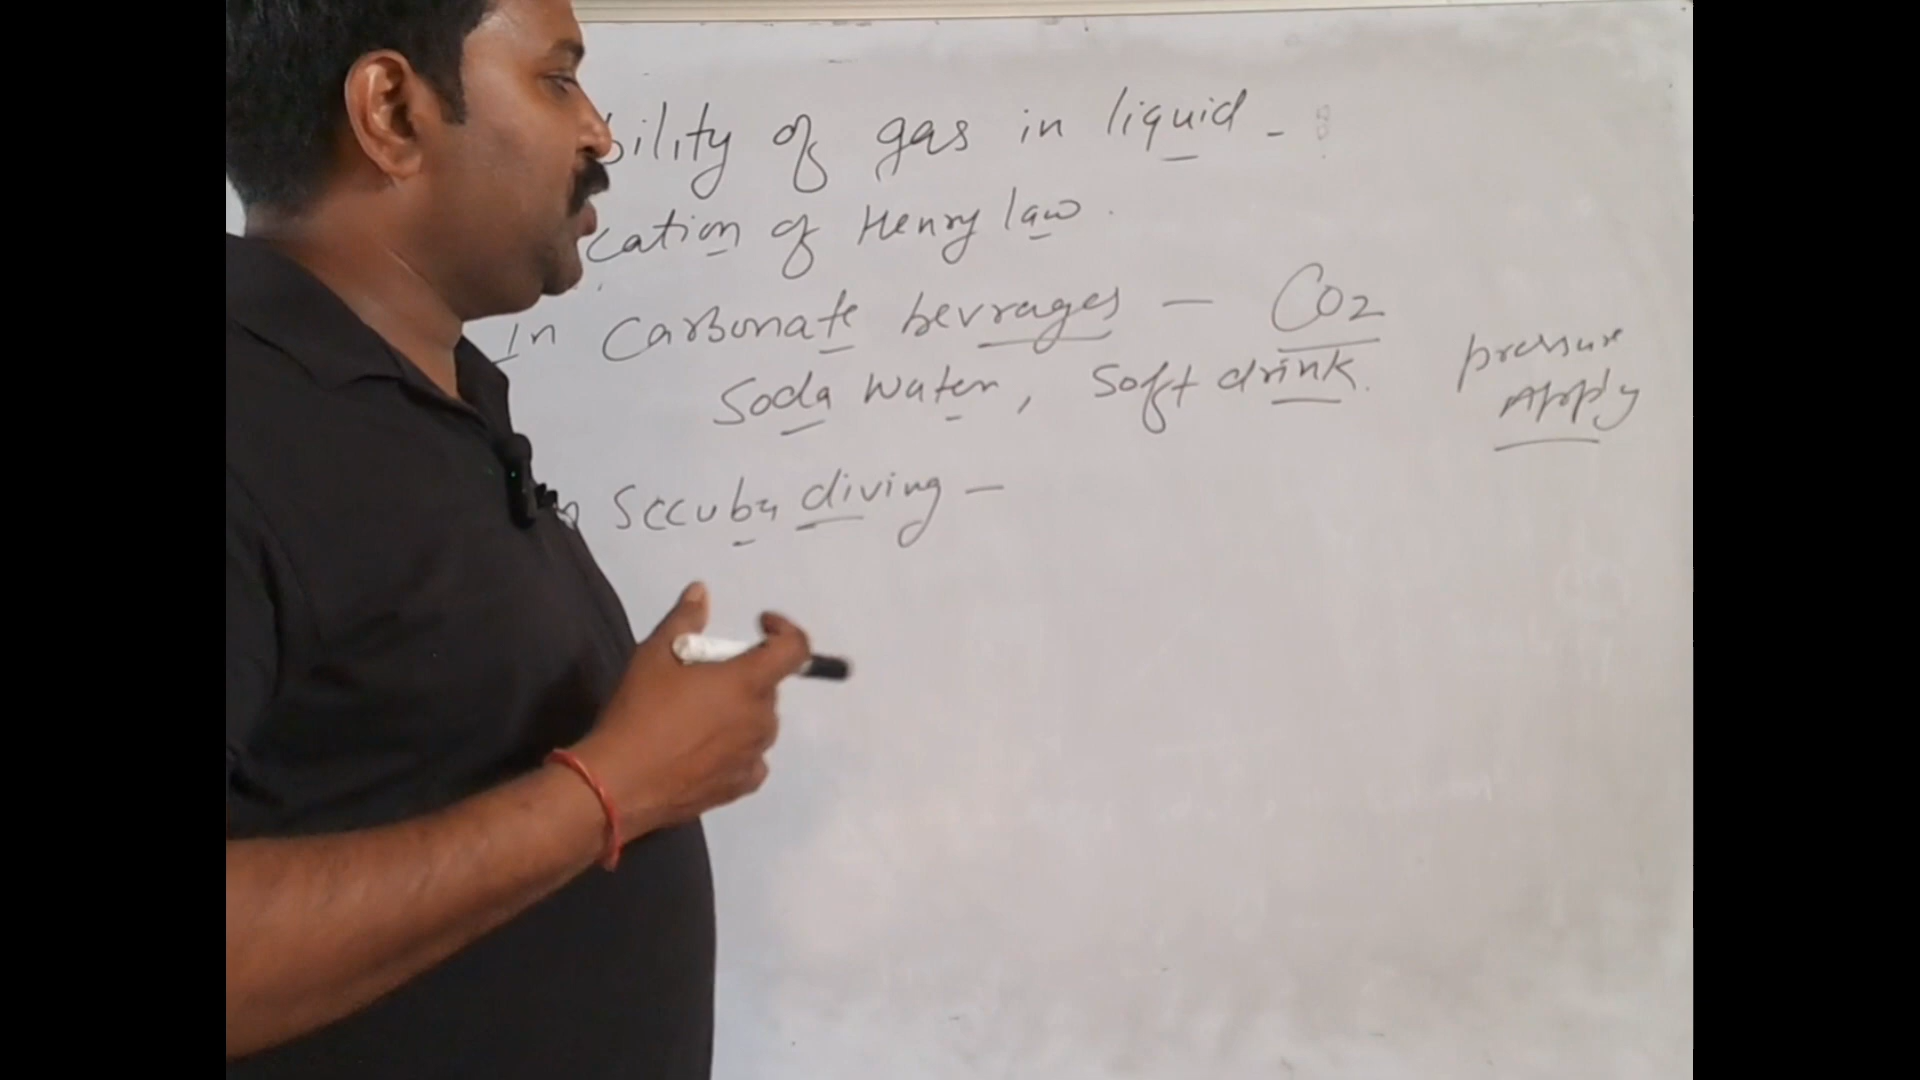 bility of gas in liquid -
cation of Henry law.
In Carbonate bevrages — CO2
Soda water, Soft drink. pressure
Apply
n Sccuba diving —